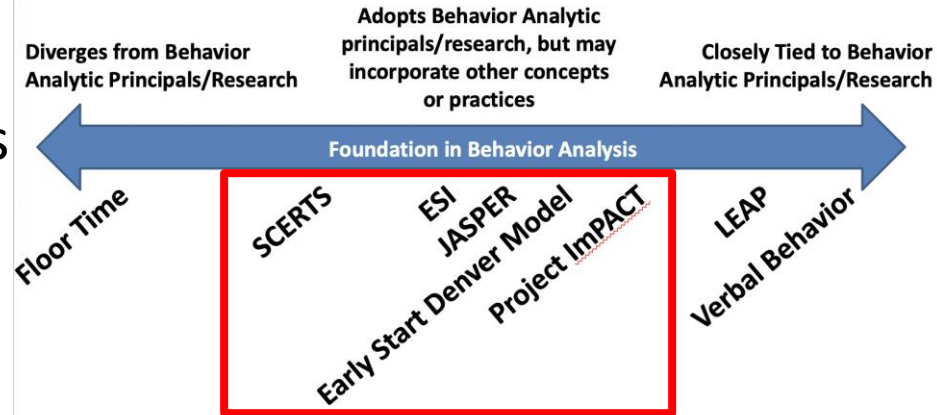 Diverges from Behavior
Analytic Principals/Research
Adopts Behavior Analytic
principals/research, but may
incorporate other concepts
or practices
Closely Tied to Behavior
Analytic Principals/Research
s
Foundation in Behavior Analysis
Floor Time
SCERTS
ESI
JASPER
Early Start Denver Model
Project ImPACT
LEAP
Verbal Behavior